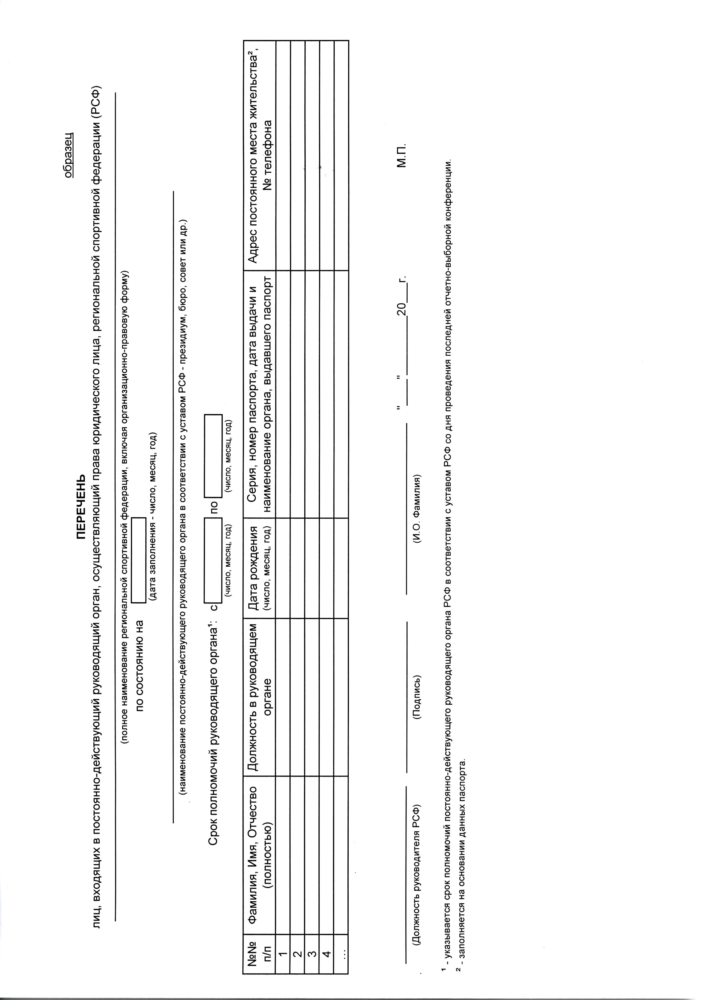 образец
ПЕРЕЧЕНЬ
лиц, входящих в постоянно-действующий руководящий орган, осуществляющий права юридического лица, региональной спортивной федерации (РСФ)
(полное наименование региональной спортивной федерации, включая организационно-правовую форму)
по состоянию на
(дата заполнения - число, месяц, год)
(наименование постоянно-действующего руководящего органа в соответствии с уставом РСФ - президиум, бюро, совет или др.)
Срок полномочий руководящего органа¹: с по
(число, месяц, год) (число, месяц, год)
№№ Фамилия, Имя, Отчество Должность в руководящем Дата рождения Серия, номер паспорта, дата выдачи и Адрес постоянного места жительства²,
п/п (полностью) органе (число, месяц, год) наименование органа, выдавшего паспорт № телефона
1
2
3
4
...
"___" ________20___г. М.П.
(Должность руководителя РСФ) (Подпись) (И.О. Фамилия)
¹ - указывается срок полномочий постоянно-действующего руководящего органа РСФ в соответствии с уставом РСФ со дня проведения последней отчетно-выборной конференции.
² - заполняется на основании данных паспорта.